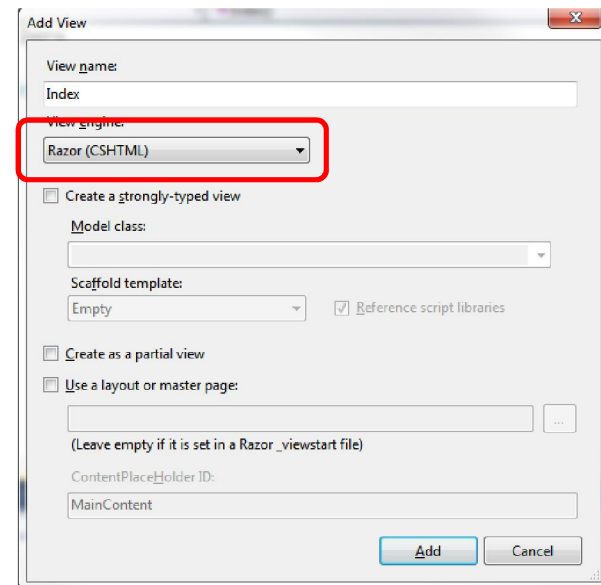 Add View
View name:
Index
View engine:
Razor (CSHTML)
Create a strongly-typed view
Model class:
Scaffold template:
Empty
Reference script libraries
Create as a partial view
Use a layout or master page:
...
(Leave empty if it is set in a Razor _viewstart file)
ContentPlaceHolder ID:
MainContent
Add Cancel